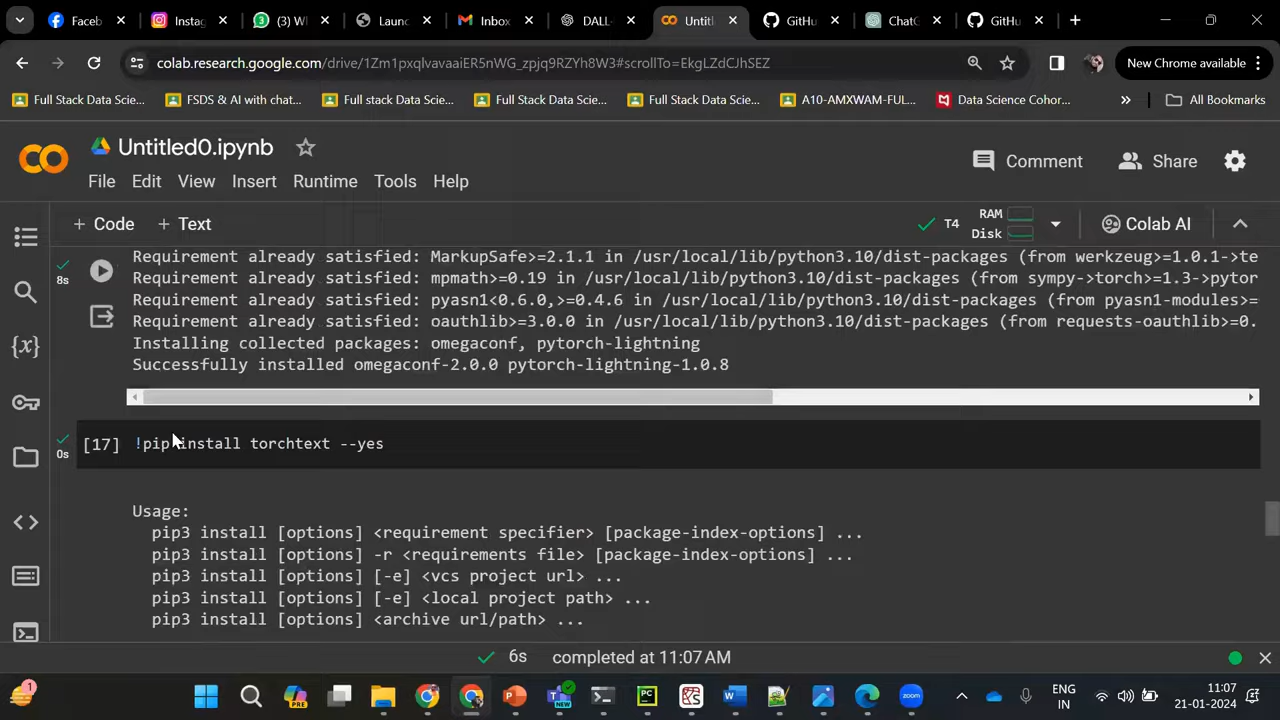 Faceb
Instag
(3) W
Launc
Inbox
DALL-
Untitl
GitHu
ChatG
GitHu
colab.research.google.com/drive/1Zm1pxqlvavaaiER5nWG_zpjq9RZYh8W3#scrollTo=EkgLZdCJhSEZ
New Chrome available
Full Stack Data Scie...
FSDS & AI with chat...
Full stack Data Scie...
Full Stack Data Scie...
Full Stack Data Scie...
A10-AMXWAM-FUL...
Data Science Cohor...
»
All Bookmarks
Untitled0.ipynb
Comment
Share
File Edit View Insert Runtime Tools Help
+ Code + Text
T4
RAM
Disk
Colab AI
8s
Requirement already satisfied: MarkupSafe>=2.1.1 in /usr/local/lib/python3.10/dist-packages (from werkzeug>=1.0.1->te
Requirement already satisfied: mpmath>=0.19 in /usr/local/lib/python3.10/dist-packages (from sympy->torch>=1.3->pytor
Requirement already satisfied: pyasn1<0.6.0,>=0.4.6 in /usr/local/lib/python3.10/dist-packages (from pyasn1-modules>=
Requirement already satisfied: oauthlib>=3.0.0 in /usr/local/lib/python3.10/dist-packages (from requests-oauthlib>=0.
Installing collected packages: omegaconf, pytorch-lightning
Successfully installed omegaconf-2.0.0 pytorch-lightning-1.0.8
0s
[17] !pip install torchtext --yes
Usage:
pip3 install [options] <requirement specifier> [package-index-options] ...
pip3 install [options] -r <requirements file> [package-index-options] ...
pip3 install [options] [-e] <vcs project url> ...
pip3 install [options] [-e] <local project path> ...
pip3 install [options] <archive url/path> ...
6s completed at 11:07 AM
1
PRE
NEW
PC
zoom
ENG
IN
11:07
21-01-2024